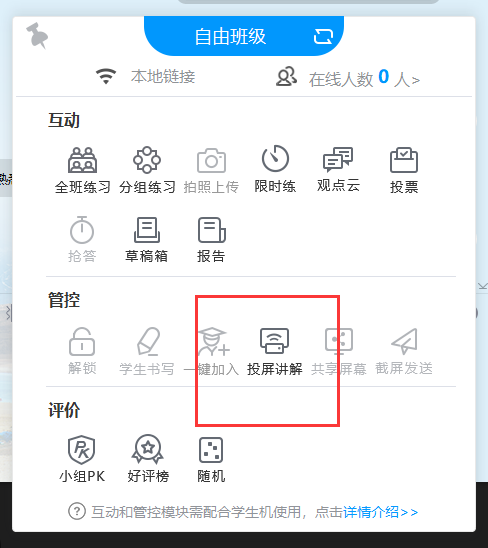 自由班级
本地链接 在线人数 0 人>
互动
全班练习 分组练习 拍照上传 限时练 观点云 投票
抢答 草稿箱 报告
管控
解锁 学生书写 一键加入 投屏讲解 共享屏幕 截屏发送
评价
PK
小组PK 好评榜 随机
? 互动和管控模块需配合学生机使用，点击详情介绍>>